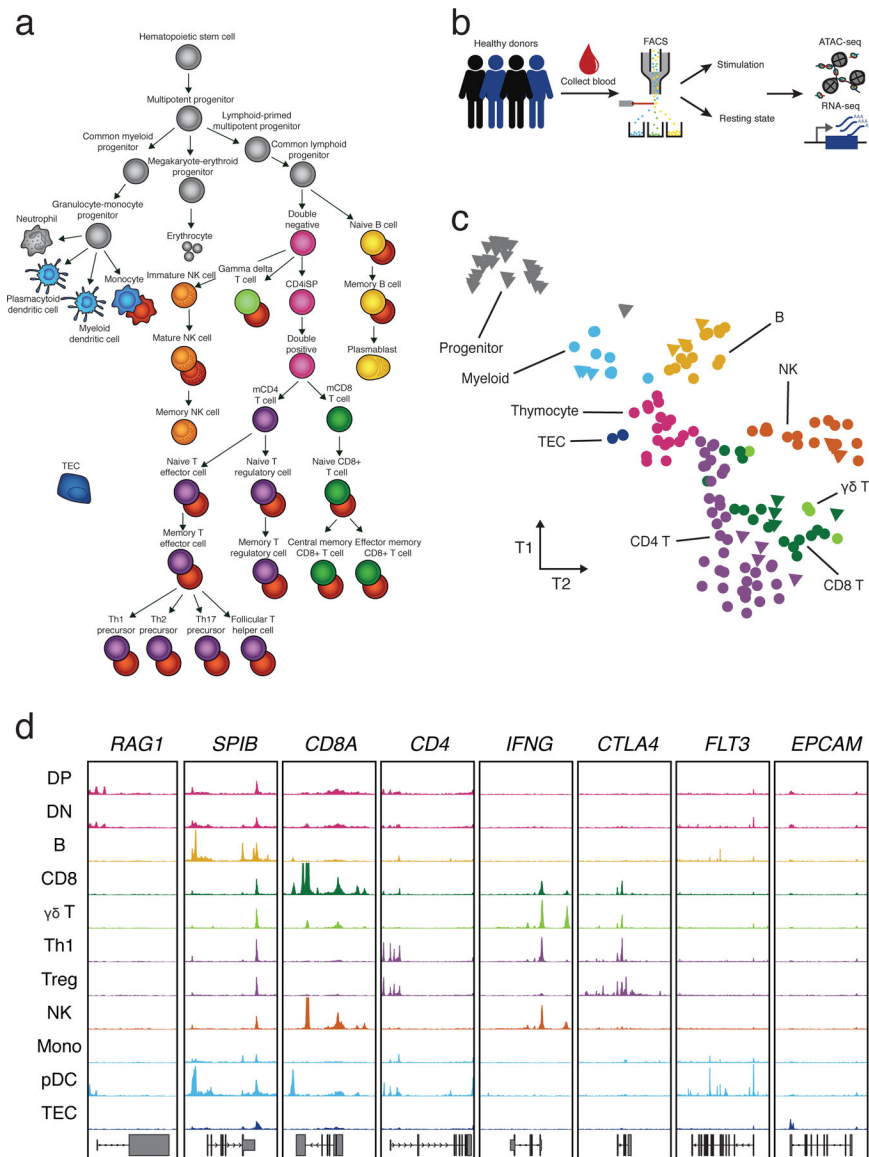 a
Hematopoietic stem cell
Multipotent progenitor
Lymphoid-primed
multipotent progenitor
Common myeloid
progenitor
Common lymphoid
progenitor
Megakaryote-erythroid
progenitor
Granulocyte-monocyte
progenitor
Neutrophil
Erythrocyte
Double
negative
Naive B cell
Plasmacytoid
dendritic cell
Myeloid
dendritic cell
Monocyte
Immature NK cell
Gamma delta
T cell
CD4iSP
Memory B cell
Mature NK cell
Double
positive
Plasmablast
Memory NK cell
mCD4
T cell
mCD8
T cell
TEC
Naive T
effector cell
Naive T
regulatory cell
Naive CD8+
T cell
Memory T
effector cell
Memory T
regulatory cell
Central memory
CD8+ T cell
Effector memory
CD8+ T cell
Th1
precursor
Th2
precursor
Th17
precursor
Follicular T
helper cell
b
Healthy donors
Collect blood
FACS
Stimulation
Resting state
ATAC-seq
RNA-seq
AAA
AAA
AAA
c
Progenitor
Myeloid
B
NK
Thymocyte
TEC
γδ T
CD4 T
CD8 T
T1
T2
d
RAG1 SPIB CD8A CD4 IFNG CTLA4 FLT3 EPCAM
DP
DN
B
CD8
γδ T
Th1
Treg
NK
Mono
pDC
TEC